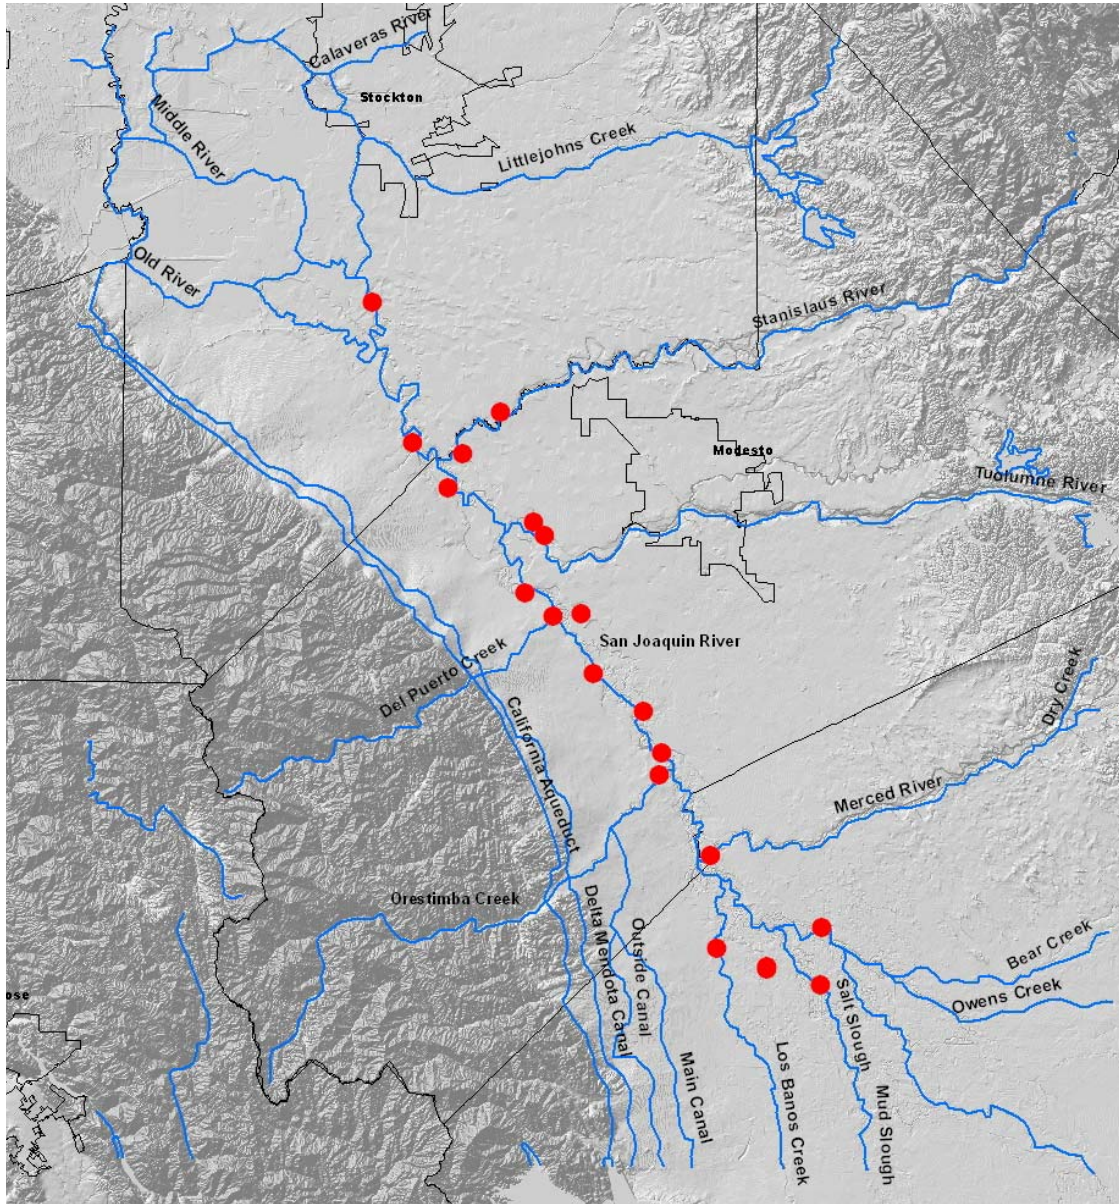 Calaveras River
Stockton
Middle River
Littlejohns Creek
Old River
Stanislaus River
Modesto
Tuolumne River
San Joaquin River
Del Puerto Creek
Dry Creek
California Aqueduct
Merced River
Orestimba Creek
Delta Mendota Canal
Outside Canal
Main Canal
Los Banos Creek
Salt Slough
Mud Slough
Bear Creek
Owens Creek
ose